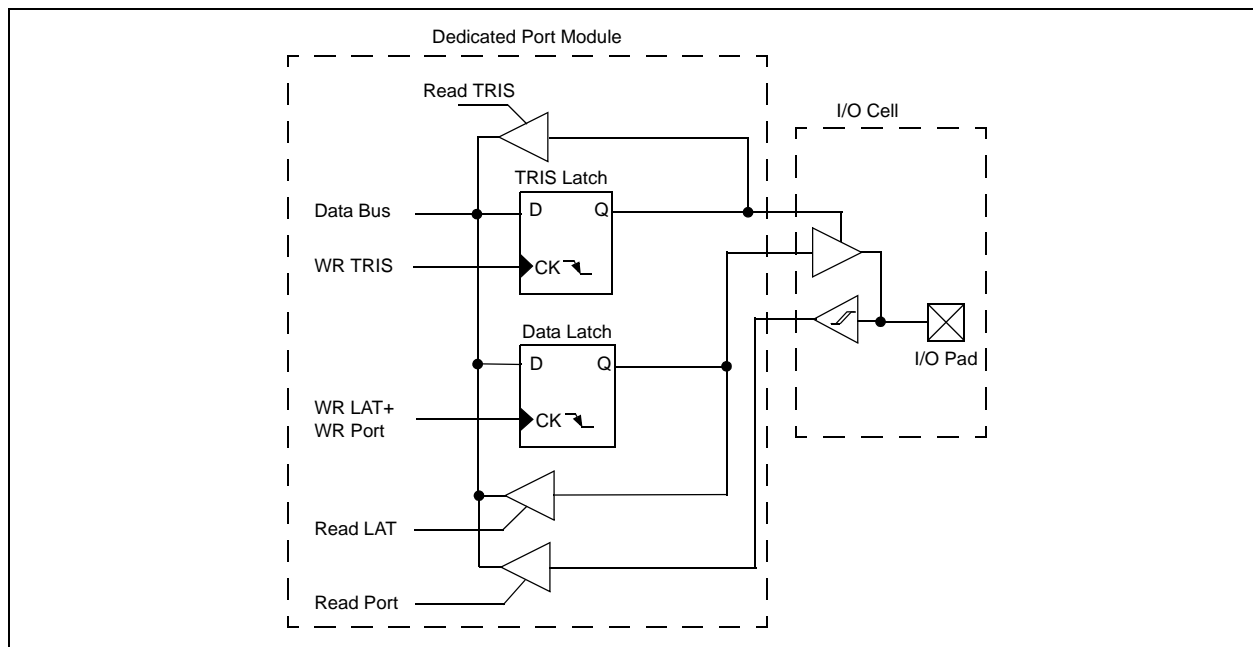 Dedicated Port Module
Read TRIS
I/O Cell
TRIS Latch
Data Bus
D
Q
WR TRIS
CK
Data Latch
I/O Pad
D
Q
WR LAT+
WR Port
CK
Read LAT
Read Port